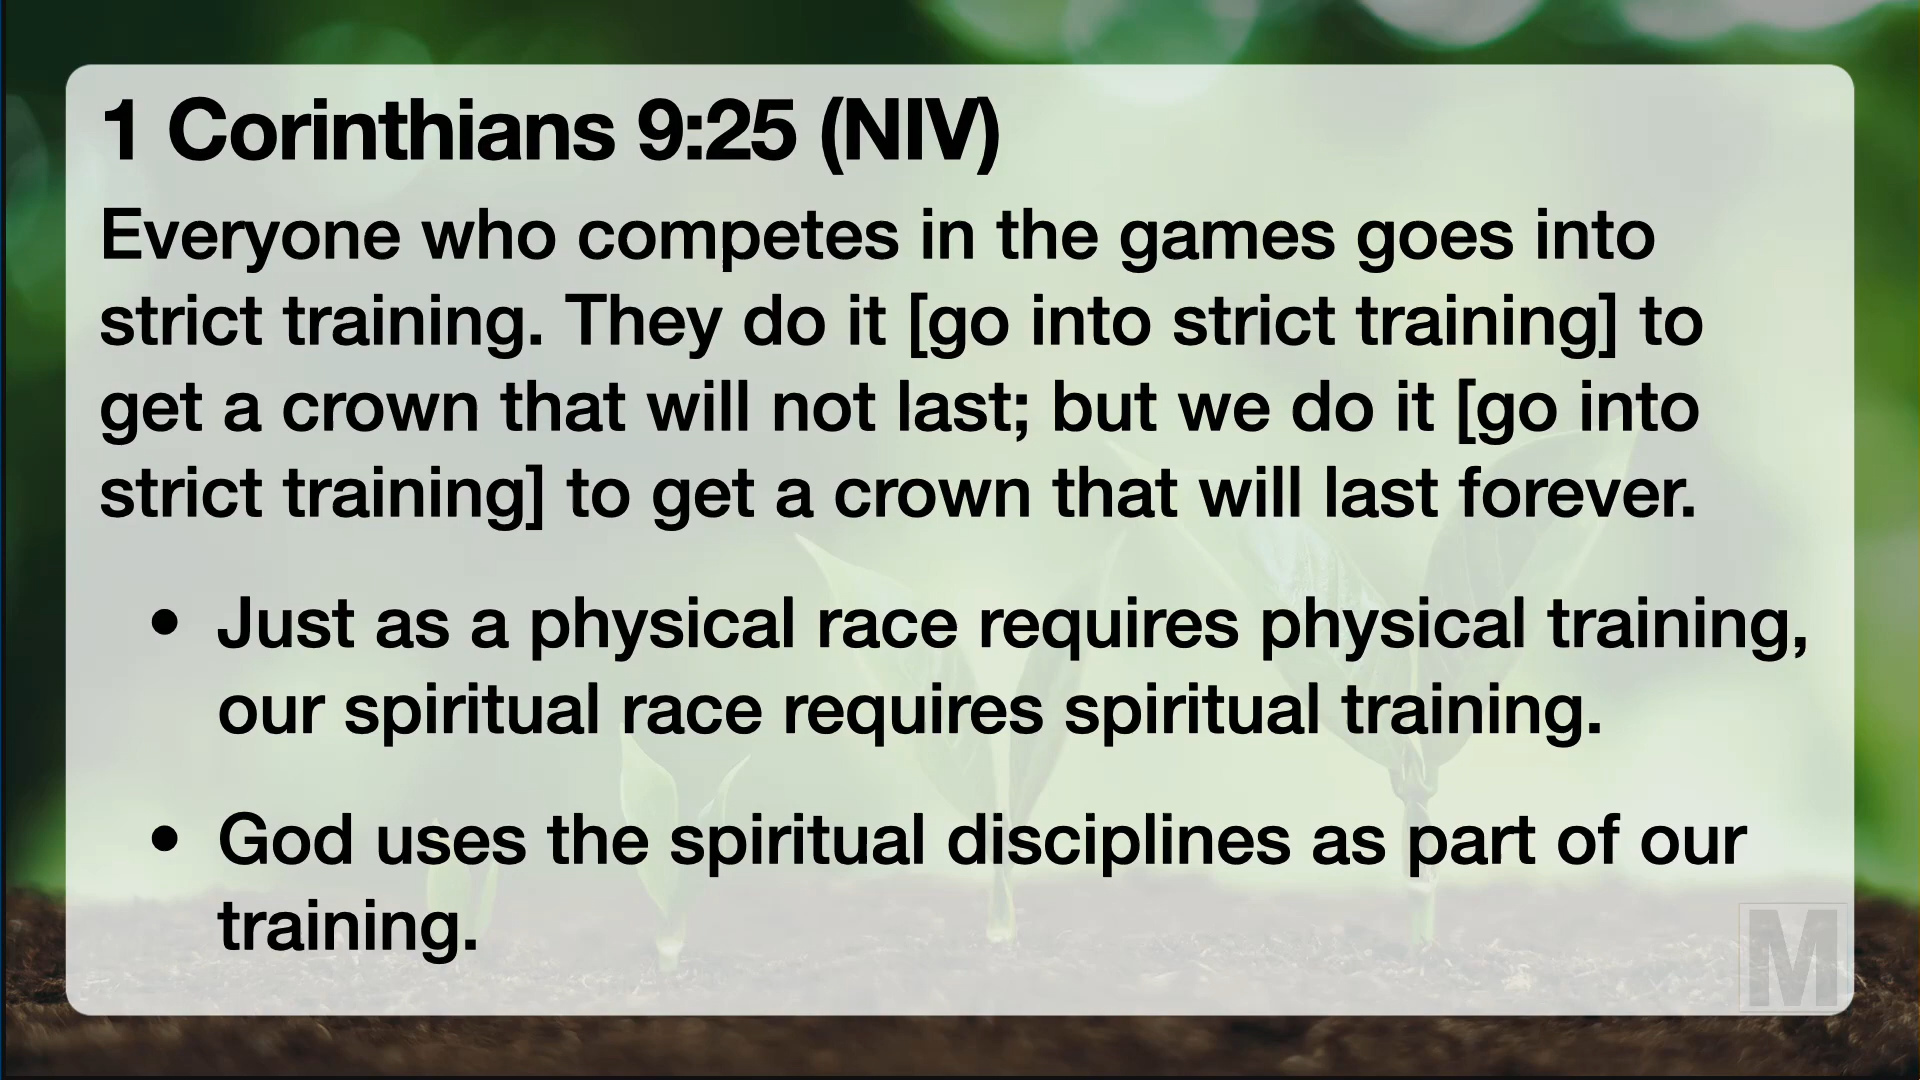 1 Corinthians 9:25 (NIV)
Everyone who competes in the games goes into
strict training. They do it [go into strict training] to
get a crown that will not last; but we do it [go into
strict training] to get a crown that will last forever.
• Just as a physical race requires physical training,
our spiritual race requires spiritual training.
• God uses the spiritual disciplines as part of our
training.
M